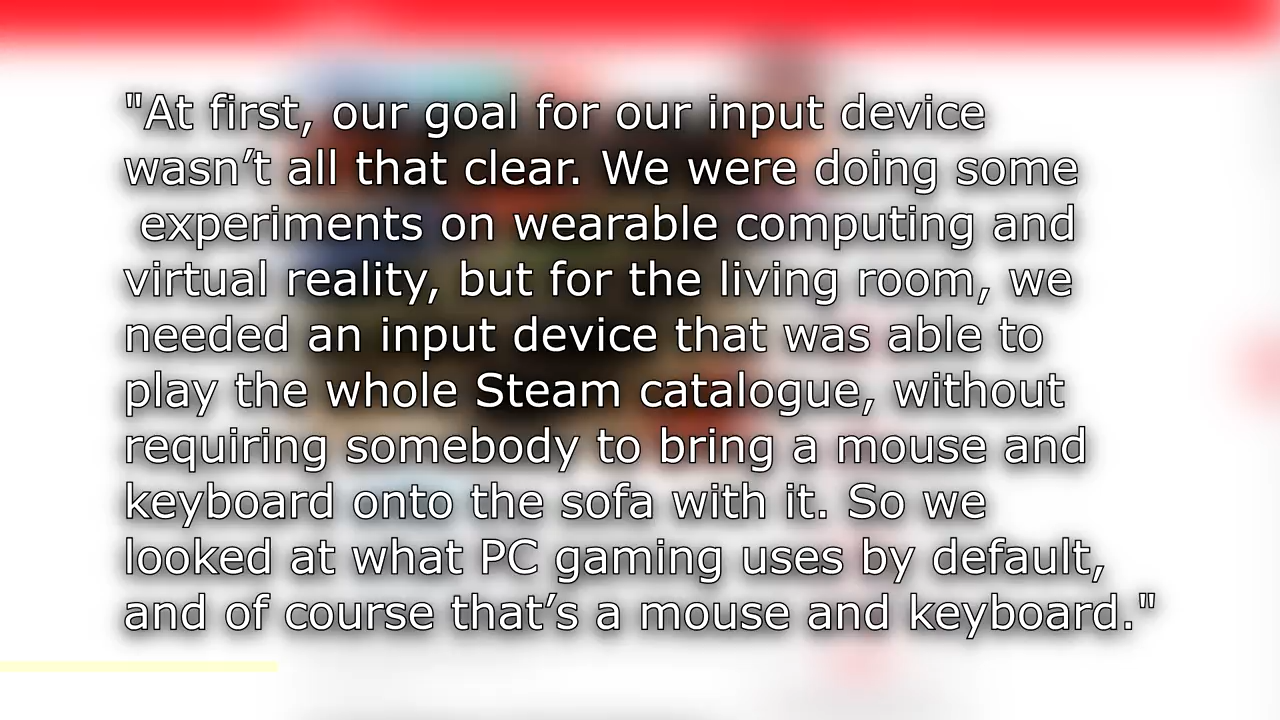 "At first, our goal for our input device
wasn’t all that clear. We were doing some
experiments on wearable computing and
virtual reality, but for the living room, we
needed an input device that was able to
play the whole Steam catalogue, without
requiring somebody to bring a mouse and
keyboard onto the sofa with it. So we
looked at what PC gaming uses by default,
and of course that’s a mouse and keyboard."